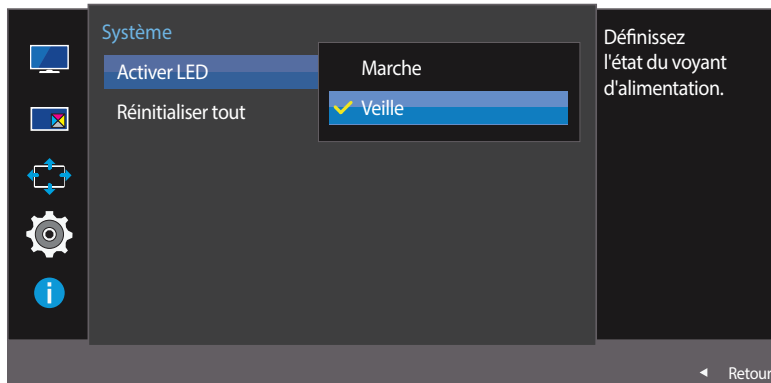 Système
Activer LED
Réinitialiser tout
Marche
Veille
Définissez
l'état du voyant
d'alimentation.
Retour